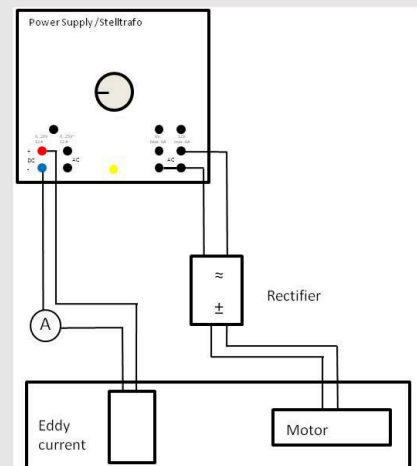 Power Supply /Stelltrafo
+
DC
-
AC
AC
≈
±
Rectifier
A
Eddy
current
Motor